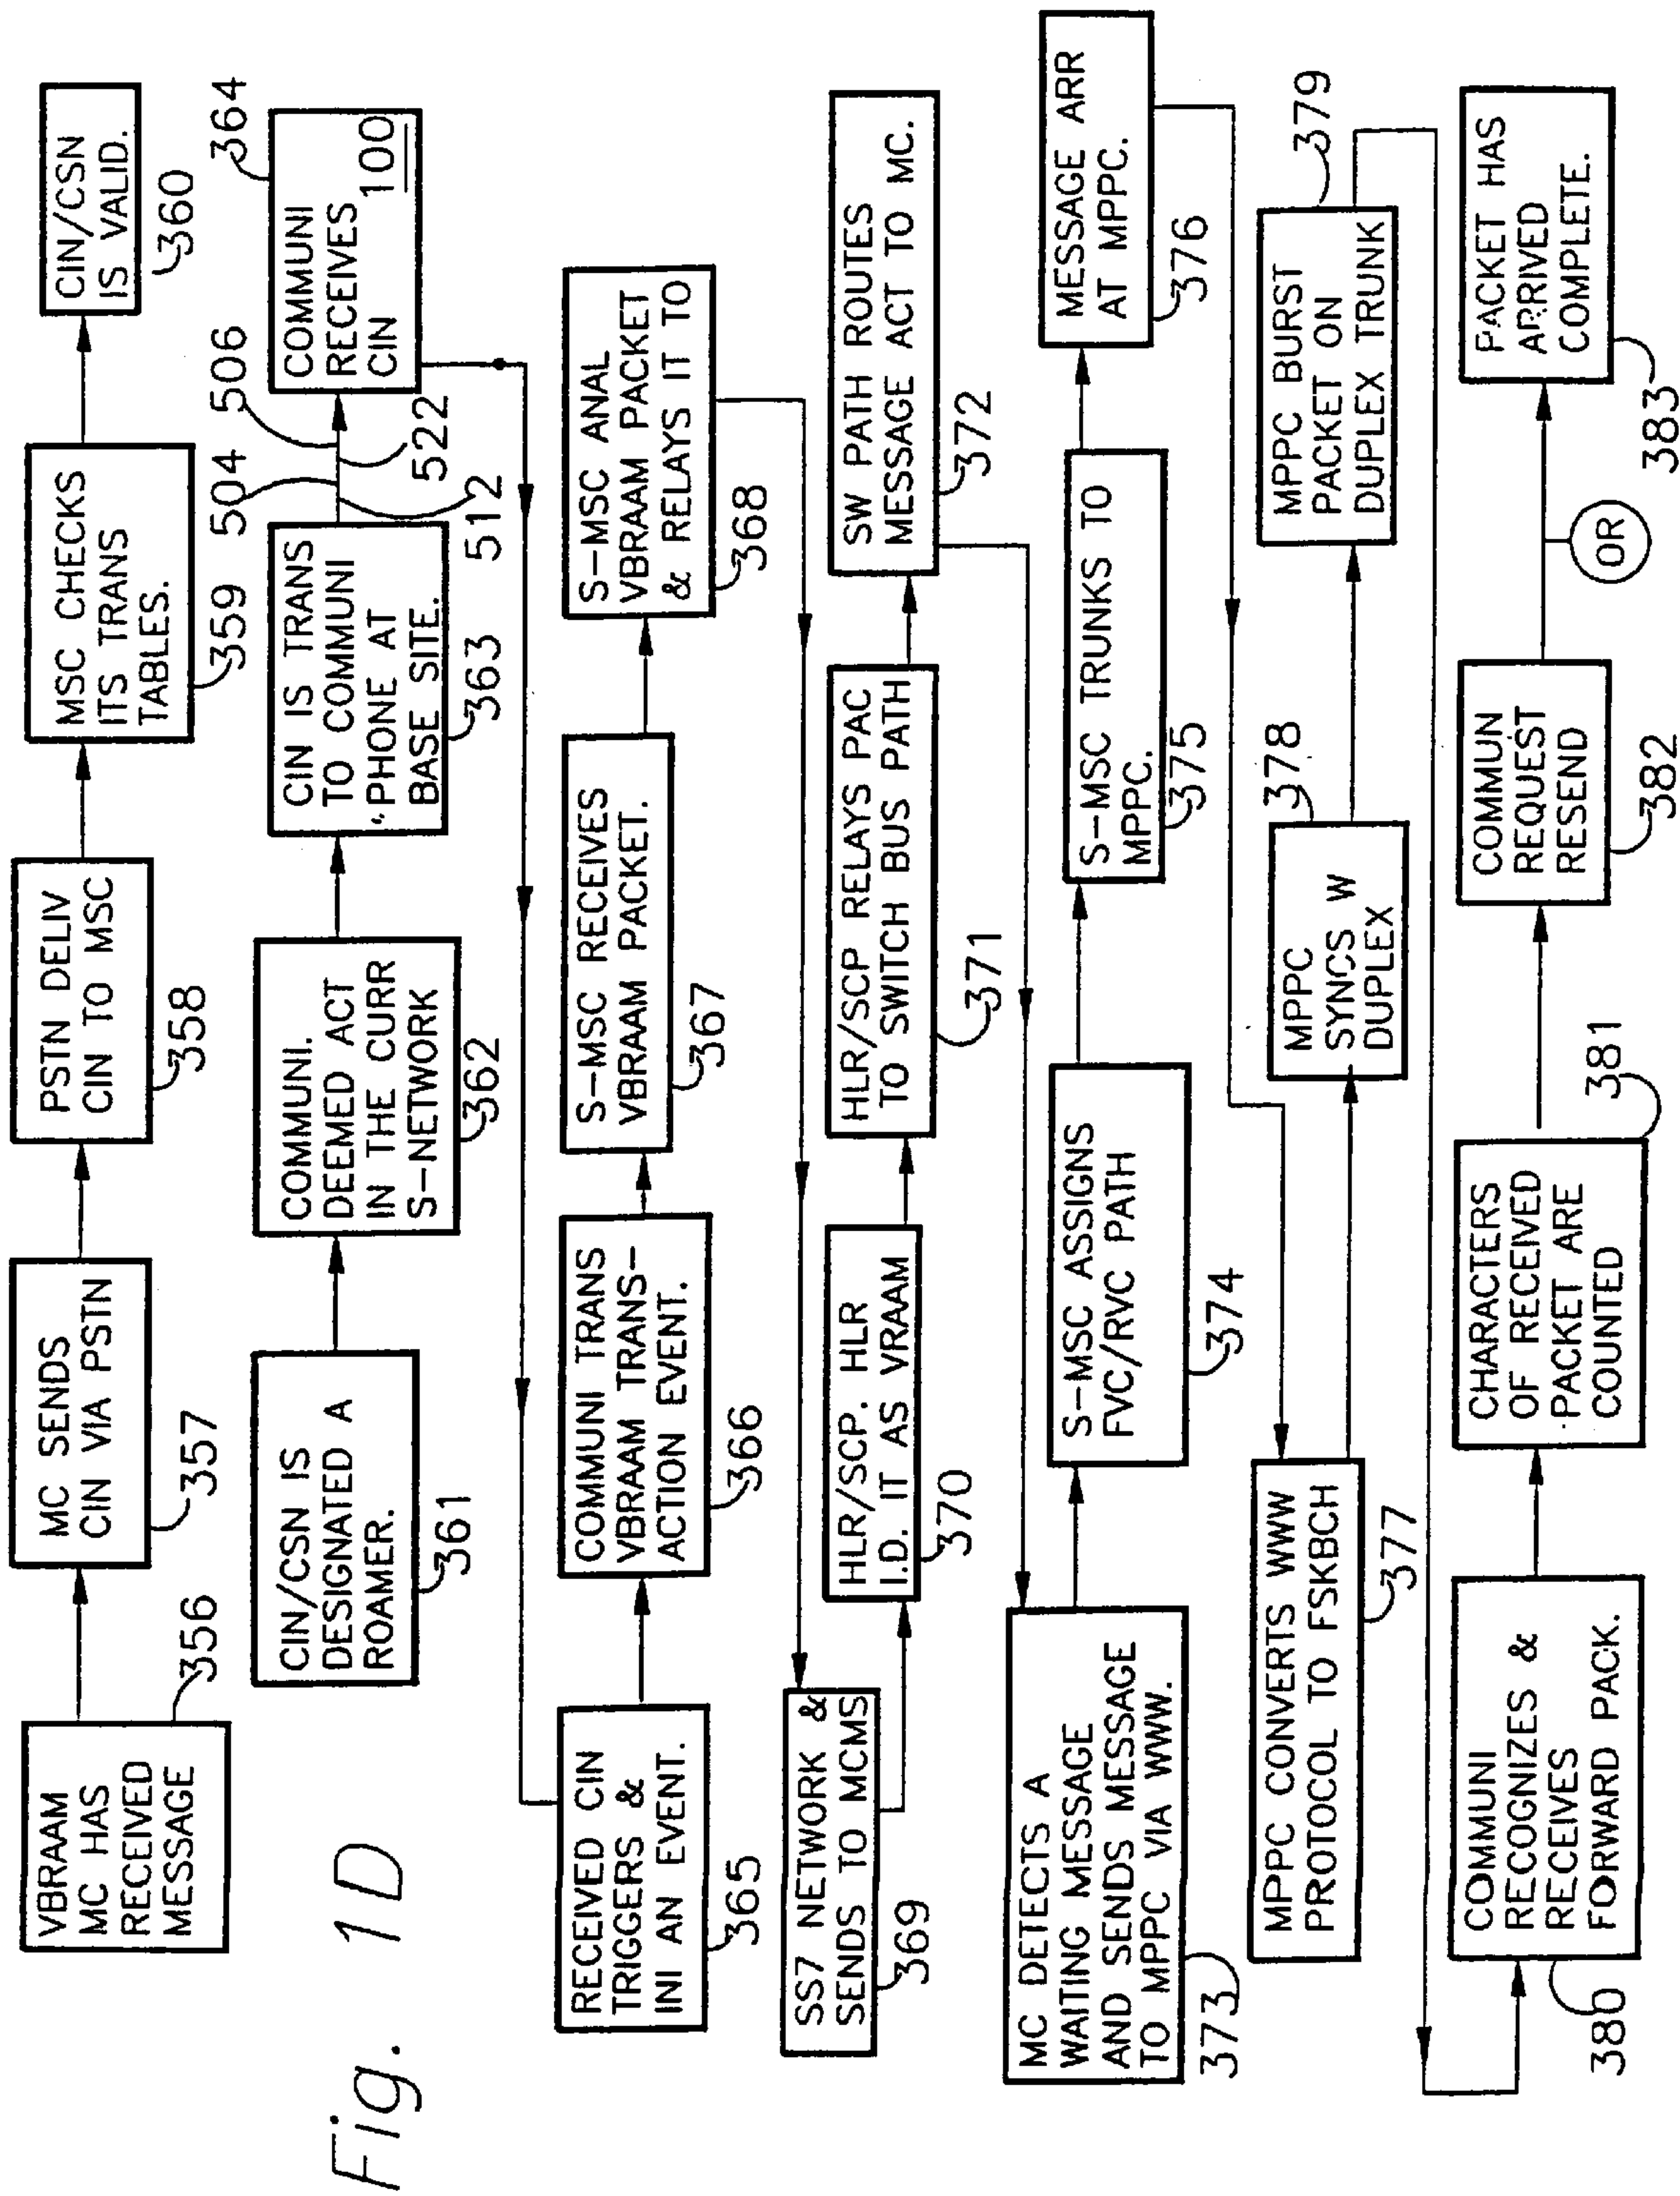 VBRAAM
MC HAS
RECEIVED
MESSAGE
356
MC SENDS
CIN VIA PSTN
357
PSTN DELIV
CIN TO MSC
358
MSC CHECKS
ITS TRANS
TABLES.
359
CIN/CSN
IS VALID.
360
CIN/CSN IS
DESIGNATED A
ROAMER.
361
COMMUNI.
DEEMED ACT
IN THE CURR
S-NETWORK
362
CIN IS TRANS
TO COMMUNI
PHONE AT
BASE SITE.
363
504
506
512
522
COMMUNI
RECEIVES
CIN
100
364
RECEIVED CIN
TRIGGERS &
INI AN EVENT.
365
COMMUNI TRANS
VBRAAM TRANS-
ACTION EVENT.
366
S-MSC RECEIVES
VBRAAM PACKET.
367
S-MSC ANAL
VBRAAM PACKET
& RELAYS IT TO
368
SS7 NETWORK &
SENDS TO MCMS
369
HLR/SCP. HLR
I.D. IT AS VRAAM
370
HLR/SCP RELAYS PAC
TO SWITCH BUS PATH
371
SW PATH ROUTES
MESSAGE ACT TO MC.
372
MC DETECTS A
WAITING MESSAGE
AND SENDS MESSAGE
TO MPPC VIA WWW.
373
S-MSC ASSIGNS
FVC/RVC PATH
374
S-MSC TRUNKS TO
MPPC.
375
MESSAGE ARR
AT MPPC.
376
MPPC CONVERTS WWW
PROTOCOL TO FSKBCH
377
MPPC
SYNCS W
DUPLEX
378
MPPC BURST
PACKET ON
DUPLEX TRUNK
379
COMMUNI
RECOGNIZES &
RECEIVES
FORWARD PACK.
380
CHARACTERS
OF RECEIVED
PACKET ARE
COUNTED
381
COMMUN
REQUEST
RESEND
382
OR
PACKET HAS
ARRIVED
COMPLETE.
383
Fig. 1D